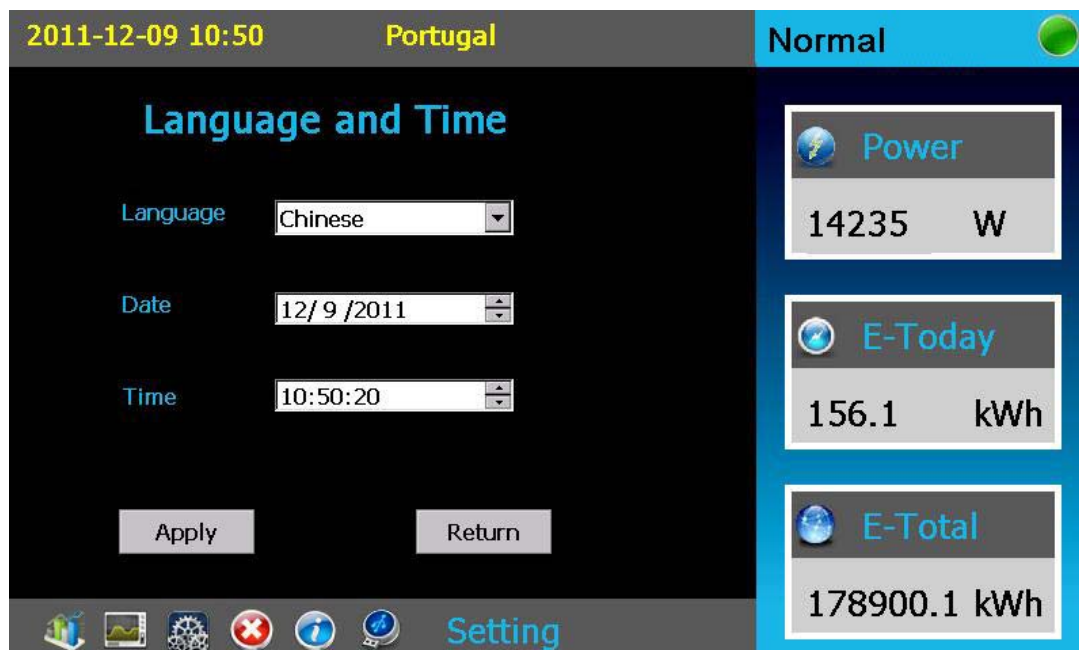 2011-12-09 10:50 Portugal
Normal
Language and Time
Language Chinese
Date 12/ 9 /2011
Time 10:50:20
Apply Return
Setting
Power
14235 W
E-Today
156.1 kWh
E-Total
178900.1 kWh